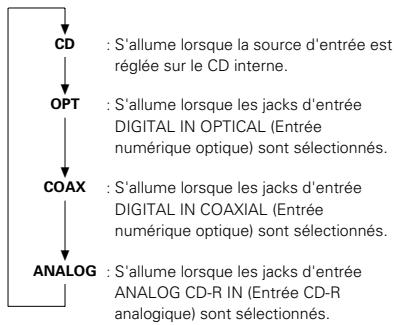 CD : S'allume lorsque la source d'entrée est
réglée sur le CD interne.
OPT : S'allume lorsque les jacks d'entrée
DIGITAL IN OPTICAL (Entrée
numérique optique) sont sélectionnés.
COAX : S'allume lorsque les jacks d'entrée
DIGITAL IN COAXIAL (Entrée
numérique optique) sont sélectionnés.
ANALOG : S'allume lorsque les jacks d'entrée
ANALOG CD-R IN (Entrée CD-R
analogique) sont sélectionnés.